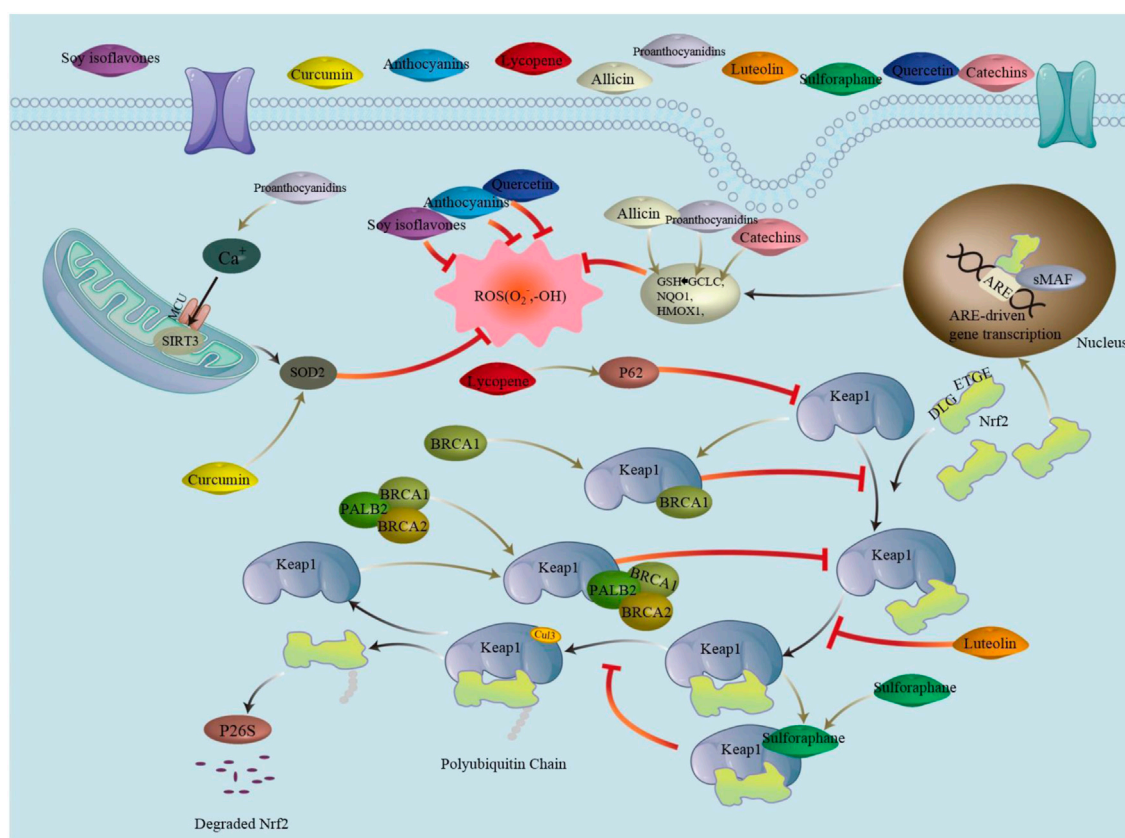 Soy isoflavones
Curcumin
Anthocyanins
Lycopene
Allicin
Proanthocyanidins
Luteolin
Sulforaphane
Quercetin
Catechins
Proanthocyanidins
Ca+
MCU
SIRT3
SOD2
Curcumin
Quercetin
Anthocyanins
Soy isoflavones
ROS(O2-,-OH)
Allicin
Proanthocyanidins
Catechins
GSH◆GCLC,
NQO1,
HMOX1,
ARE
sMAF
ARE-driven
gene transcription
Nucleus
Lycopene
P62
Keap1
DLG
ETGE
Nrf2
BRCA1
Keap1
BRCA1
PALB2
BRCA1
BRCA2
Keap1
Keap1
PALB2
BRCA1
BRCA2
Keap1
Luteolin
Keap1
Cul3
Keap1
Sulforaphane
Keap1
Sulforaphane
P26S
Polyubiquitin Chain
Degraded Nrf2